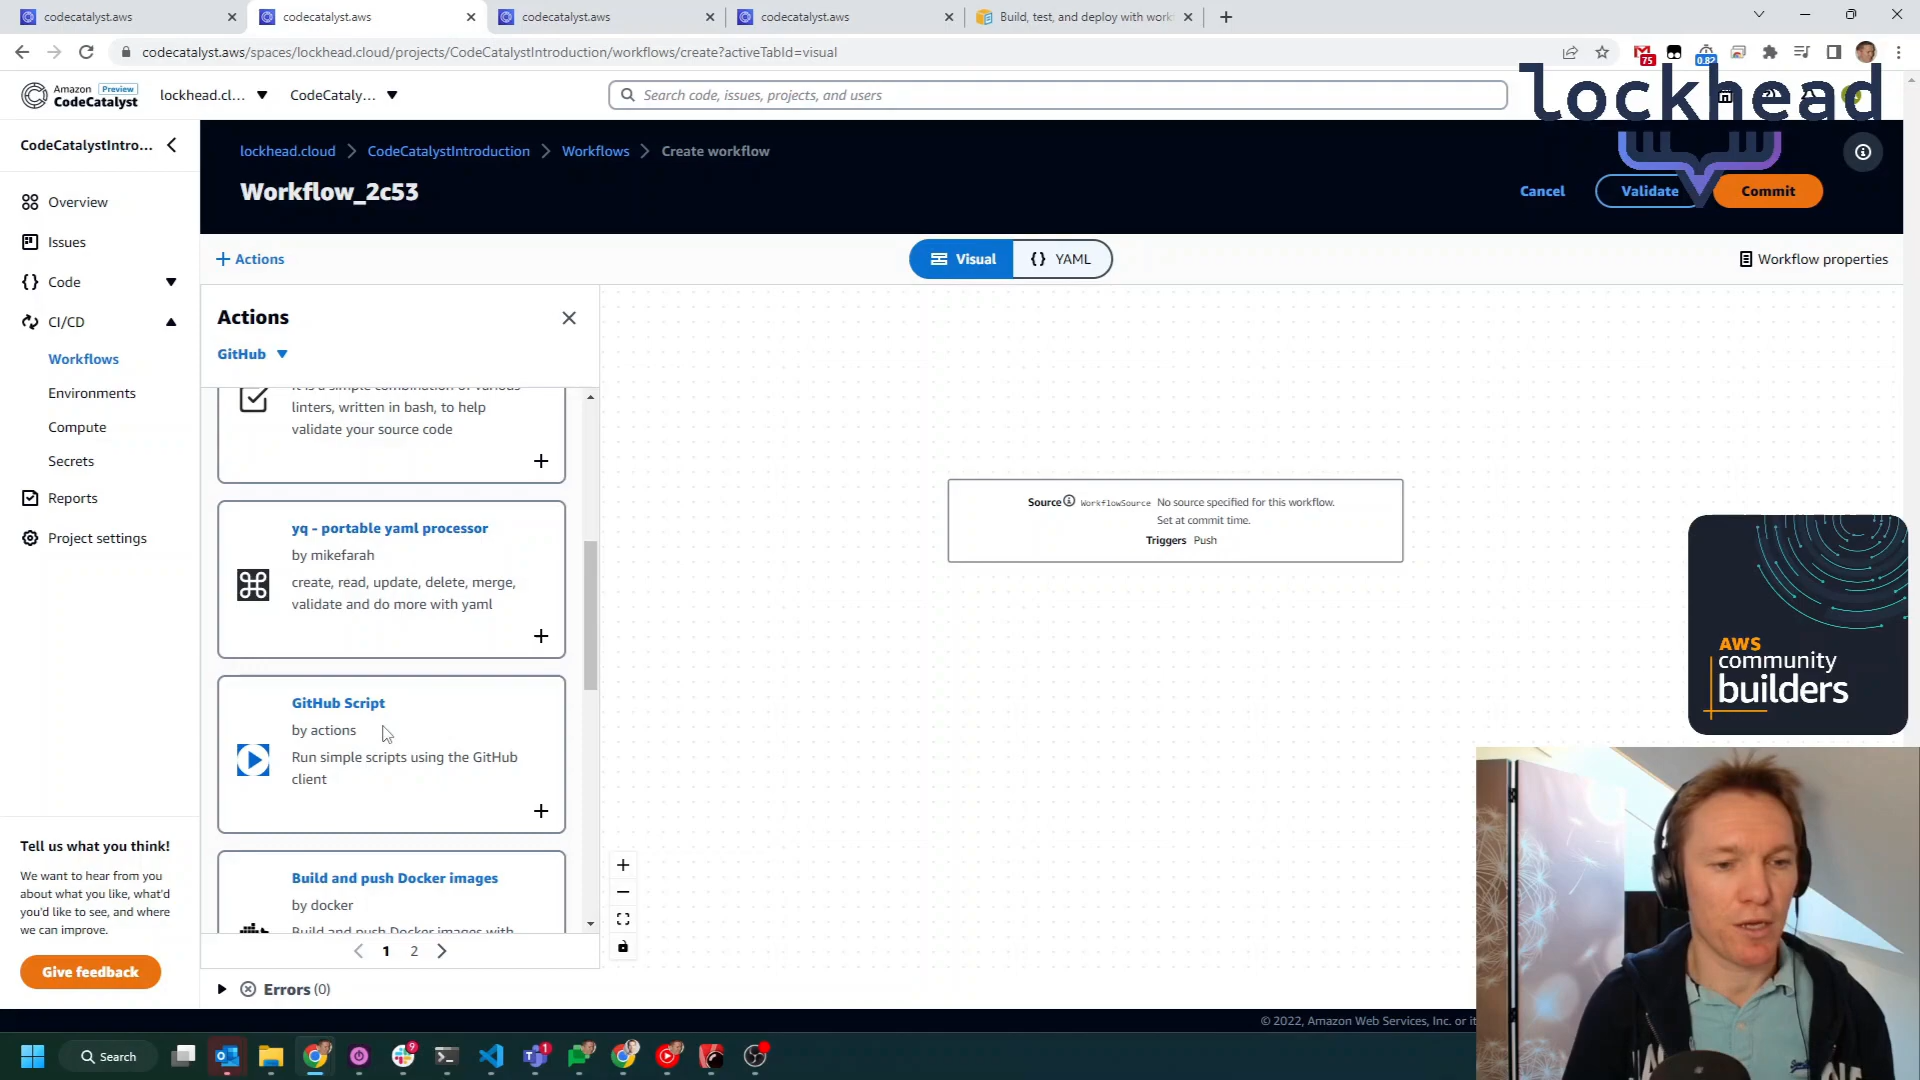 codecatalyst.aws
codecatalyst.aws
codecatalyst.aws
codecatalyst.aws
Build, test, and deploy with work
codecatalyst.aws/spaces/lockhead.cloud/projects/CodeCatalystIntroduction/workflows/create?activeTabId=visual
75
0.82
Amazon Preview
CodeCatalyst
lockhead.cl...
CodeCataly...
Search code, issues, projects, and users
lockhead
CodeCatalystIntro...
lockhead.cloud
CodeCatalystIntroduction
Workflows
Create workflow
Workflow_2c53
Cancel
Validate
Commit
Overview
Issues
Code
CI/CD
Workflows
Environments
Compute
Secrets
Reports
Project settings
Actions
Visual
{} YAML
Workflow properties
Actions
GitHub
linters, written in bash, to help
validate your source code
yq - portable yaml processor
by mikefarah
create, read, update, delete, merge,
validate and do more with yaml
GitHub Script
by actions
Run simple scripts using the GitHub
client
Build and push Docker images
by docker
Build and push Docker images with
1
2
Errors (0)
Source WorkflowSource No source specified for this workflow.
Set at commit time.
Triggers Push
AWS
community
builders
Tell us what you think!
We want to hear from you
about what you like, what'd
you'd like to see, and where
we can improve.
Give feedback
© 2022, Amazon Web Services, Inc. or it
Search
9
1